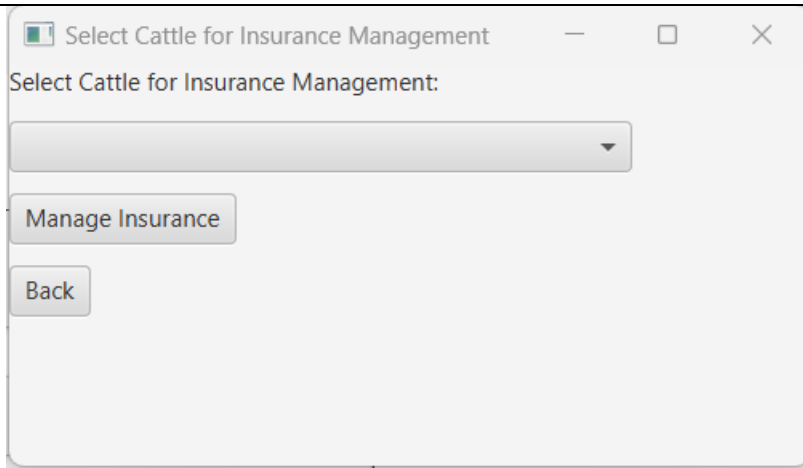 Select Cattle for Insurance Management
Select Cattle for Insurance Management:
Manage Insurance
Back